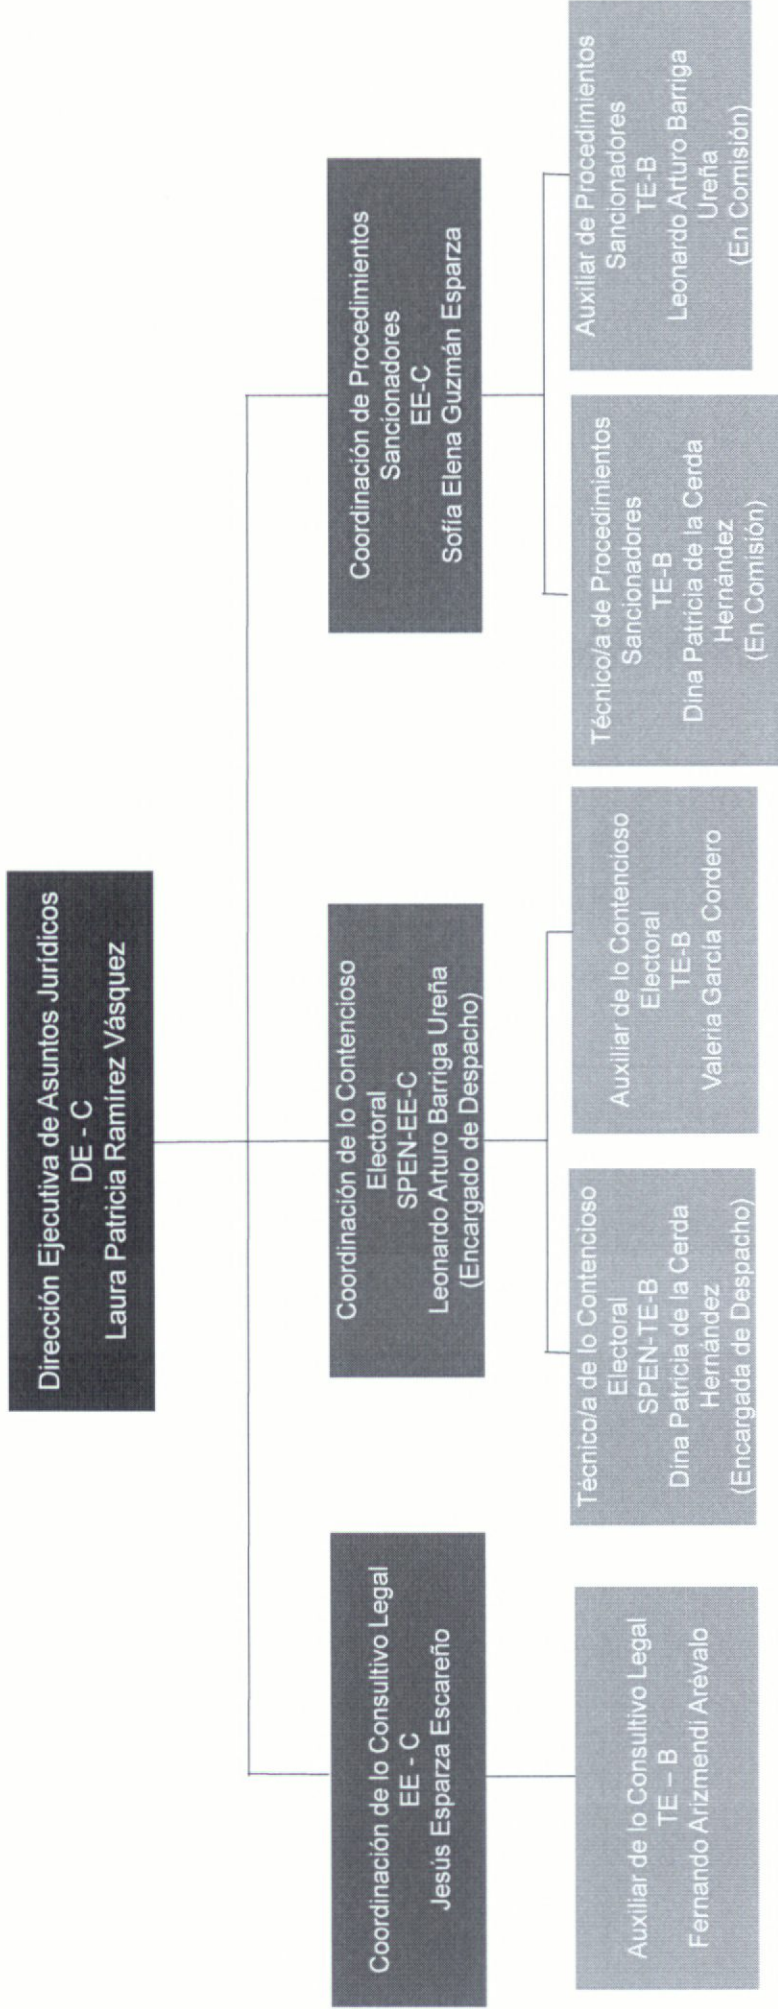 Dirección Ejecutiva de Asuntos Jurídicos
DE - C
Laura Patricia Ramírez Vásquez
Coordinación de lo Consultivo Legal
EE - C
Jesús Esparza Escareño
Coordinación de lo Contencioso
Electoral
SPEN-EE-C
Leonardo Arturo Barriga Ureña
(Encargado de Despacho)
Coordinación de Procedimientos
Sancionadores
EE-C
Sofía Elena Guzmán Esparza
Auxiliar de lo Consultivo Legal
TE – B
Fernando Arizmendi Arévalo
Técnico/a de lo Contencioso
Electoral
SPEN-TE-B
Dina Patricia de la Cerda
Hernández
(Encargada de Despacho)
Auxiliar de lo Contencioso
Electoral
TE-B
Valeria García Cordero
Técnico/a de Procedimientos
Sancionadores
TE-B
Dina Patricia de la Cerda
Hernández
(En Comisión)
Auxiliar de Procedimientos
Sancionadores
TE-B
Leonardo Arturo Barriga
Ureña
(En Comisión)